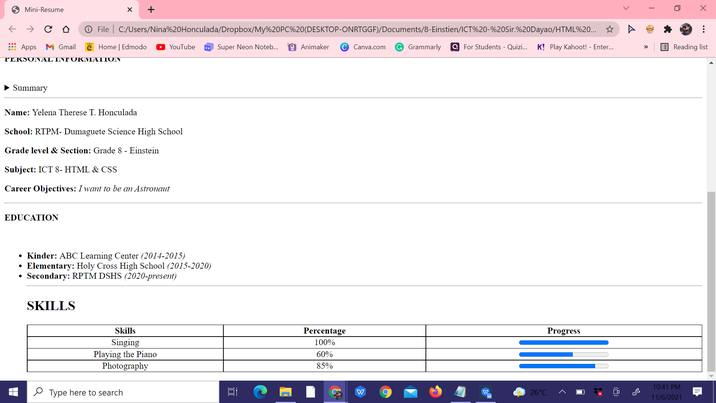 Mini-Resume
File | C:/Users/Nina%20Honculada/Dropbox/My%20PC%20(DESKTOP-ONRTGGF)/Documents/8-Einstien/ICT%20-%20Sir.%20Dayao/HTML%20...
Apps Gmail Home | Edmodo YouTube Super Neon Noteb... Animaker Canva.com Grammarly For Students - Quizi... K! Play Kahoot! - Enter... » Reading list
PERSONAL INFORMATION
Summary
Name: Yelena Therese T. Honculada
School: RTPM- Dumaguete Science High School
Grade level & Section: Grade 8 - Einstein
Subject: ICT 8- HTML & CSS
Career Objectives: I want to be an Astronaut
EDUCATION
Kinder: ABC Learning Center (2014-2015)
Elementary: Holy Cross High School (2015-2020)
Secondary: RPTM DSHS (2020-present)
SKILLS
Skills Percentage Progress
Singing 100%
Playing the Piano 60%
Photography 85%
Type here to search 26°C 10:41 PM
11/6/2021